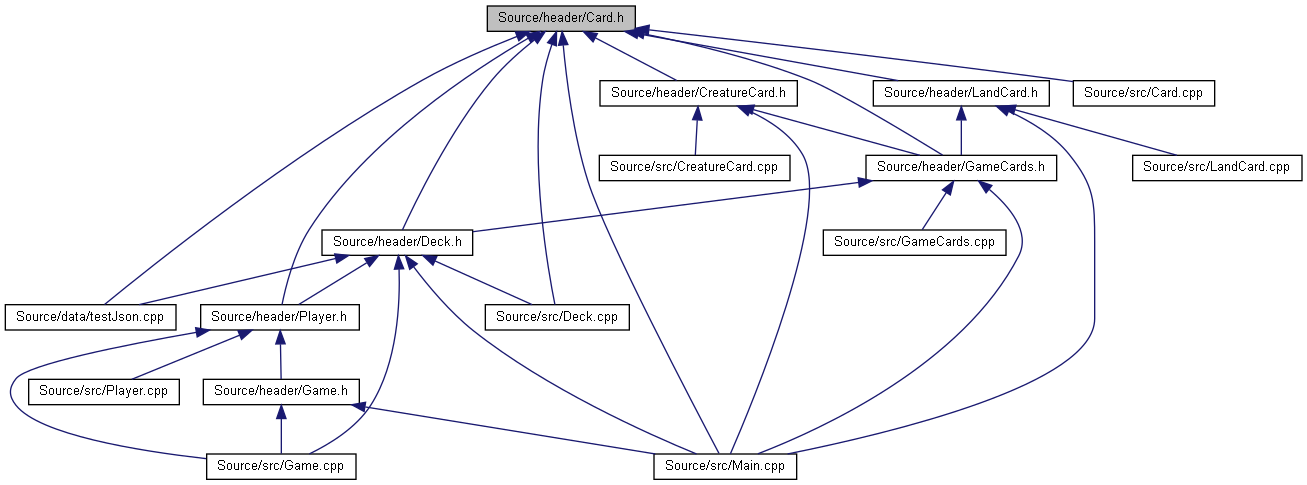 Source/header/Card.h
Source/header/CreatureCard.h
Source/header/LandCard.h
Source/src/Card.cpp
Source/src/CreatureCard.cpp
Source/header/GameCards.h
Source/src/LandCard.cpp
Source/header/Deck.h
Source/src/GameCards.cpp
Source/data/testJson.cpp
Source/header/Player.h
Source/src/Deck.cpp
Source/src/Player.cpp
Source/header/Game.h
Source/src/Game.cpp
Source/src/Main.cpp